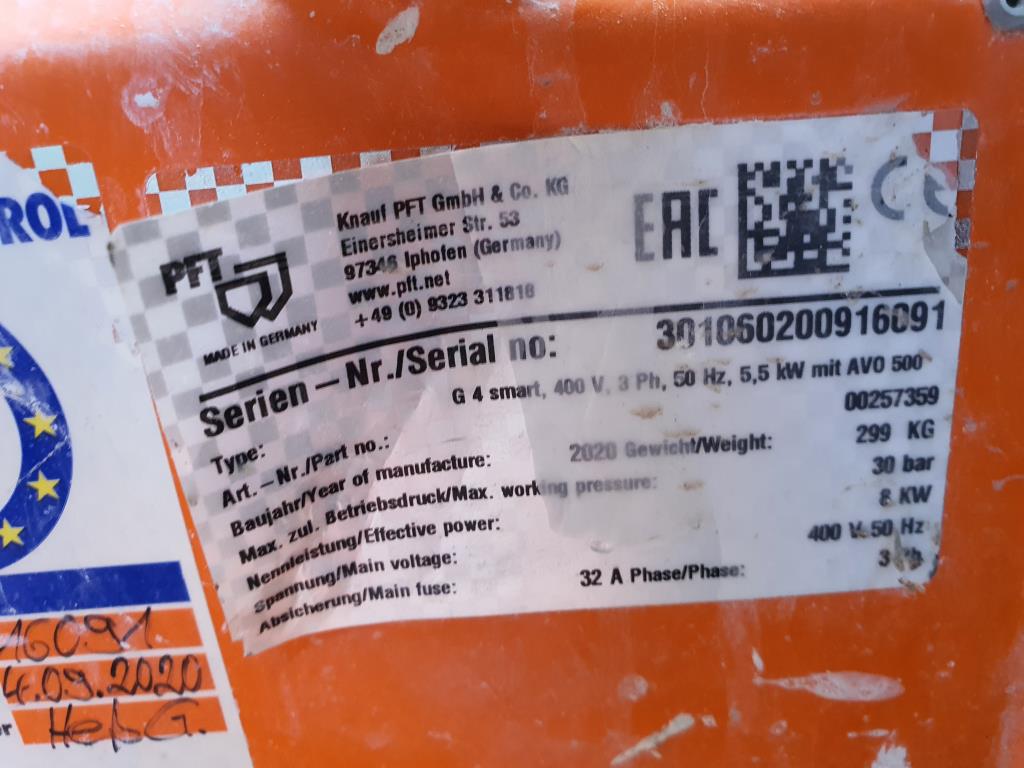 ROL
PFT
MADE IN GERMANY
Knauf PFT GmbH & Co. KG
Einersheimer Str. 53
97346 Iphofen (Germany)
www.pft.net
+49 (0) 9323 311818
EAC
CE
Serien-Nr./Serial no: 301060200916091
Type: G 4 smart, 400 V, 3 Ph, 50 Hz, 5,5 kW mit AVO 500
Art.-Nr./Part no.: 00257359
Baujahr/Year of manufacture: 2020 Gewicht/Weight: 299 KG
Max. zul. Betriebsdruck/Max. working pressure: 30 bar
Nennleistung/Effective power: 8 KW
Spannung/Main voltage: 400 V 50 Hz
Absicherung/Main fuse: 32 A Phase/Phase: 3 Ph
16091
4.09.2020
r HeßG.